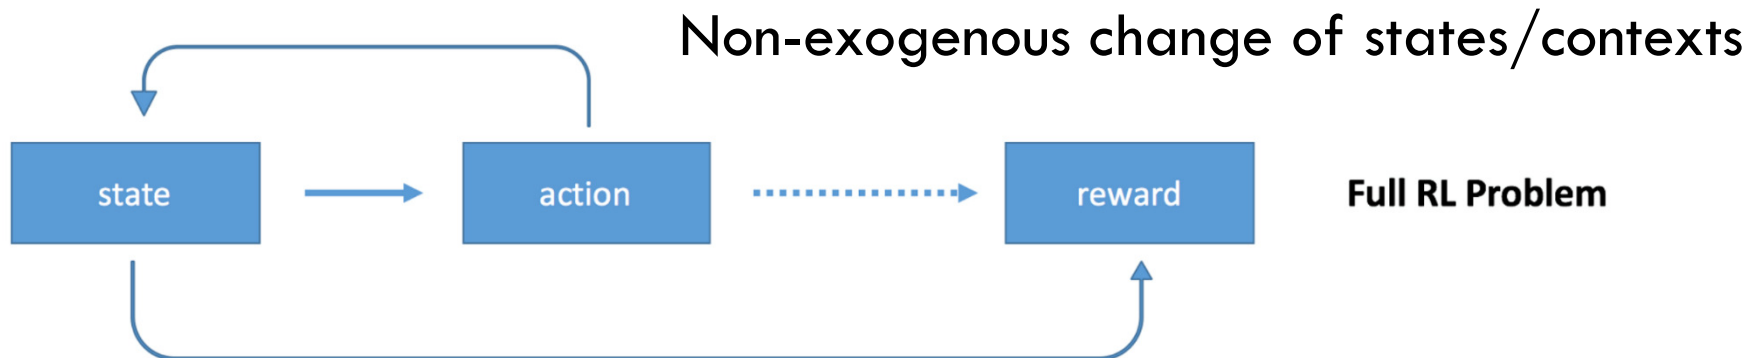 Non-exogenous change of states/contexts
state
action
reward
Full RL Problem